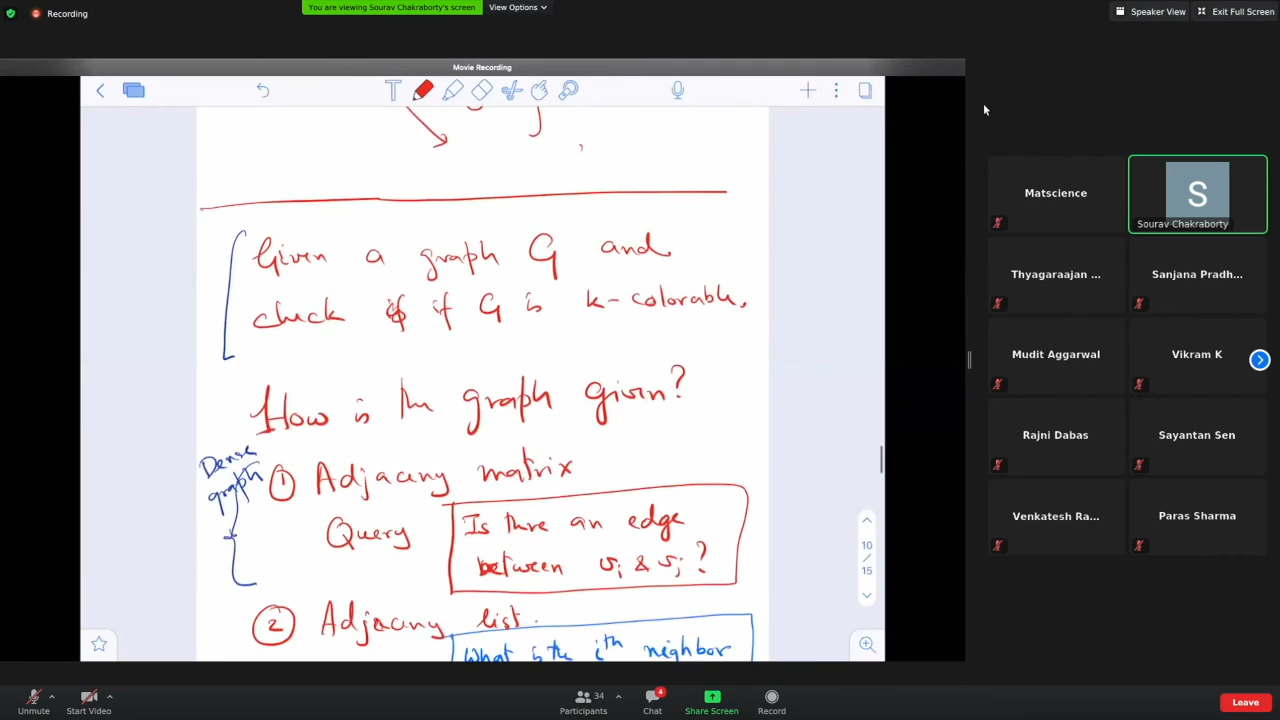 Recording
You are viewing Sourav Chakraborty's screen
View Options
Speaker View
Exit Full Screen
Movie Recording
Given a graph G and
check if G is k-colorable.
How is the graph given?
Dense
graph
① Adjaceny matrix
Query
Is there an edge
between vi & vj ?
② Adjaceny list.
What is the ith neighbor
10
/
15
Matscience
S
Sourav Chakraborty
Thyagaraajan ...
Sanjana Pradh...
Mudit Aggarwal
Vikram K
Rajni Dabas
Sayantan Sen
Venkatesh Ra...
Paras Sharma
Unmute
Start Video
34
Participants
4
Chat
Share Screen
Record
Leave